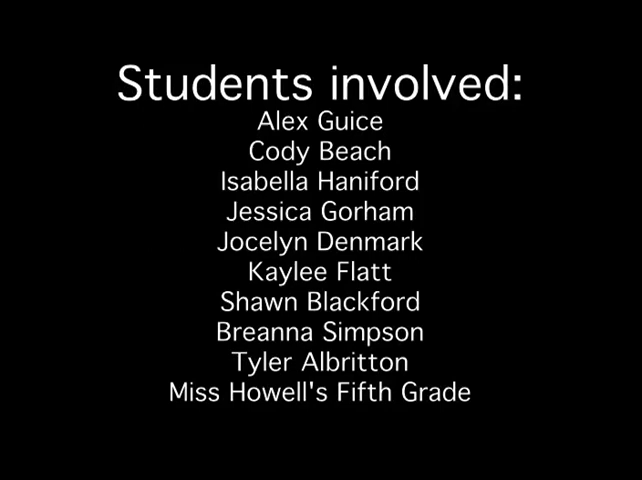 Students involved:
Alex Guice
Cody Beach
Isabella Haniford
Jessica Gorham
Jocelyn Denmark
Kaylee Flatt
Shawn Blackford
Breanna Simpson
Tyler Albritton
Miss Howell's Fifth Grade